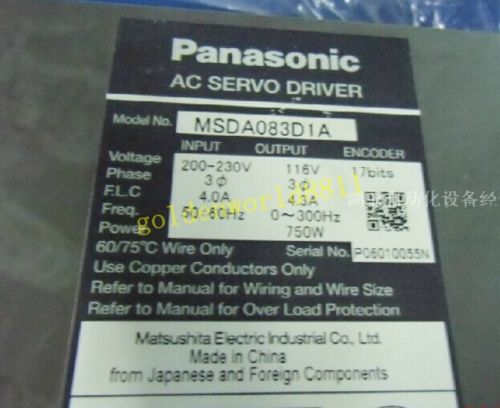 Panasonic
AC SERVO DRIVER
Model No. MSDA083D1A
INPUT OUTPUT ENCODER
Voltage 200-230V 116V 17bits
Phase 3ϕ 3ϕ
F.L.C 4.0A 4.3A
Freq. 50-60Hz 0~300Hz
Power 750W
goldenworld8811
60/75℃ Wire Only Serial No. P06010055N
Use Copper Conductors Only
Refer to Manual for Wiring and Wire Size
Refer to Manual for Over Load Protection
Matsushita Electric Industrial Co., Ltd.
Made in China
from Japanese and Foreign Components